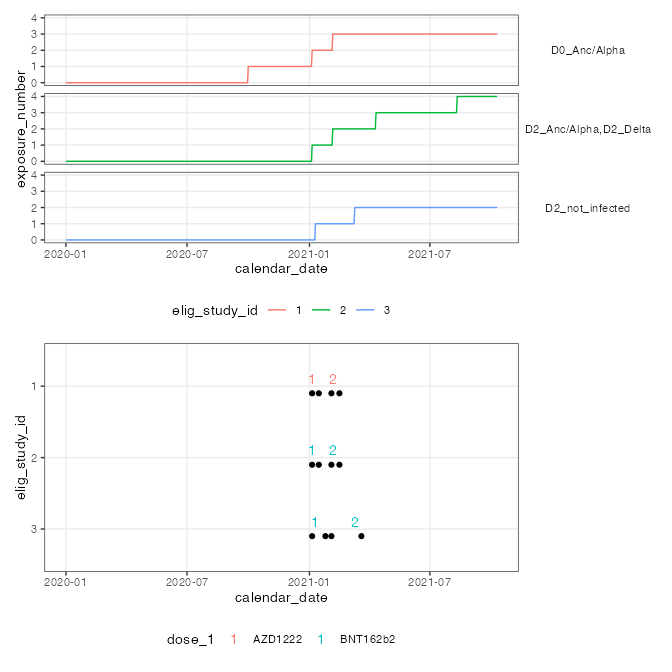 4
3
2
1
0
D0_Anc/Alpha
4
3
2
1
0
D2_Anc/Alpha,D2_Delta
4
3
2
1
0
D2_not_infected
exposure_number
2020-01 2020-07 2021-01 2021-07
calendar_date
elig_study_id 1 2 3
1 2
1
1 2
2
1 2
3
elig_study_id
2020-01 2020-07 2021-01 2021-07
calendar_date
dose_1 1 AZD1222 1 BNT162b2